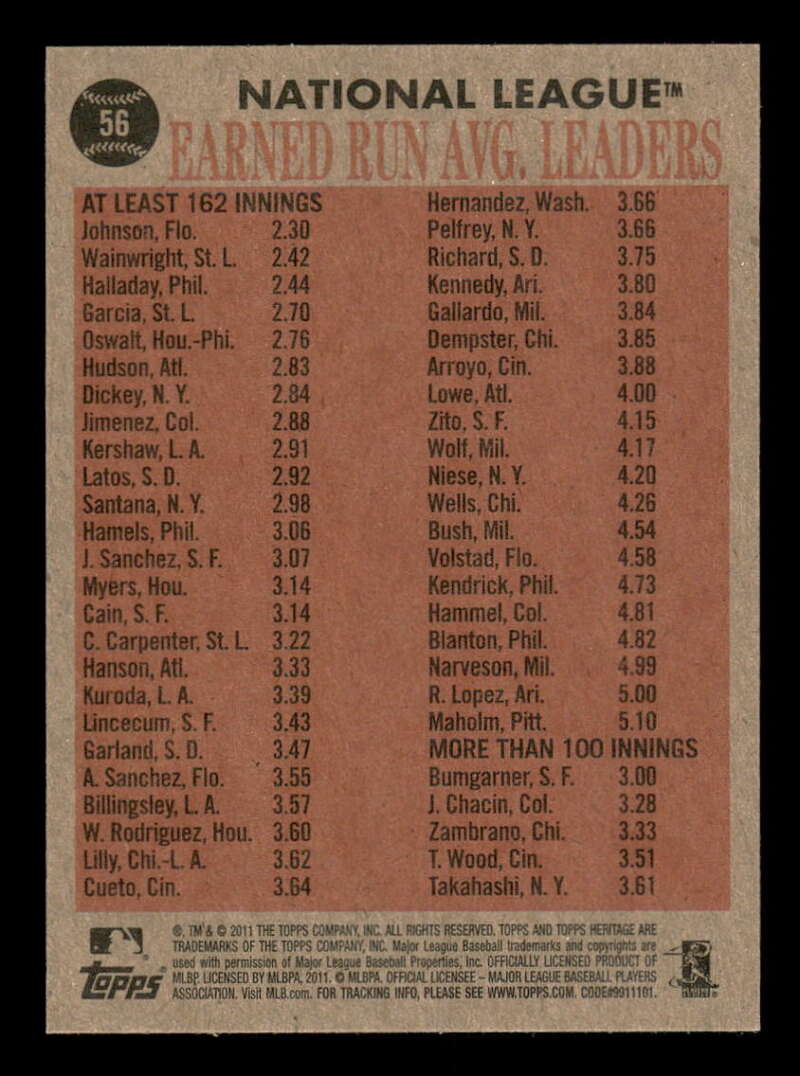 56
NATIONAL LEAGUE™
EARNED RUN AVG. LEADERS
AT LEAST 162 INNINGS
Johnson, Flo. 2.30
Wainwright, St. L. 2.42
Halladay, Phil. 2.44
Garcia, St. L. 2.70
Oswalt, Hou.-Phi. 2.76
Hudson, Atl. 2.83
Dickey, N. Y. 2.84
Jimenez, Col. 2.88
Kershaw, L. A. 2.91
Latos, S. D. 2.92
Santana, N. Y. 2.98
Hamels, Phil. 3.06
J. Sanchez, S. F. 3.07
Myers, Hou. 3.14
Cain, S. F. 3.14
C. Carpenter, St. L. 3.22
Hanson, Atl. 3.33
Kuroda, L. A. 3.39
Lincecum, S. F. 3.43
Garland, S. D. 3.47
A. Sanchez, Flo. 3.55
Billingsley, L. A. 3.57
W. Rodriguez, Hou. 3.60
Lilly, Chi.-L. A. 3.62
Cueto, Cin. 3.64
Hernandez, Wash. 3.66
Pelfrey, N. Y. 3.66
Richard, S. D. 3.75
Kennedy, Ari. 3.80
Gallardo, Mil. 3.84
Dempster, Chi. 3.85
Arroyo, Cin. 3.88
Lowe, Atl. 4.00
Zito, S. F. 4.15
Wolf, Mil. 4.17
Niese, N. Y. 4.20
Wells, Chi. 4.26
Bush, Mil. 4.54
Volstad, Flo. 4.58
Kendrick, Phil. 4.73
Hammel, Col. 4.81
Blanton, Phil. 4.82
Narveson, Mil. 4.99
R. Lopez, Ari. 5.00
Maholm, Pitt. 5.10
MORE THAN 100 INNINGS
Bumgarner, S. F. 3.00
J. Chacin, Col. 3.28
Zambrano, Chi. 3.33
T. Wood, Cin. 3.51
Takahashi, N. Y. 3.61
®, TM & © 2011 THE TOPPS COMPANY, INC. ALL RIGHTS RESERVED. TOPPS AND TOPPS HERITAGE ARE
TRADEMARKS OF THE TOPPS COMPANY, INC. Major League Baseball trademarks and copyrights are
used with permission of Major League Baseball Properties, Inc. OFFICIALLY LICENSED PRODUCT OF
MLBP. LICENSED BY MLBPA, 2011. © MLBPA. OFFICIAL LICENSEE – MAJOR LEAGUE BASEBALL PLAYERS
ASSOCIATION. Visit MLB.com. FOR TRACKING INFO, PLEASE SEE WWW.TOPPS.COM. CODE#9911101.
Topps®